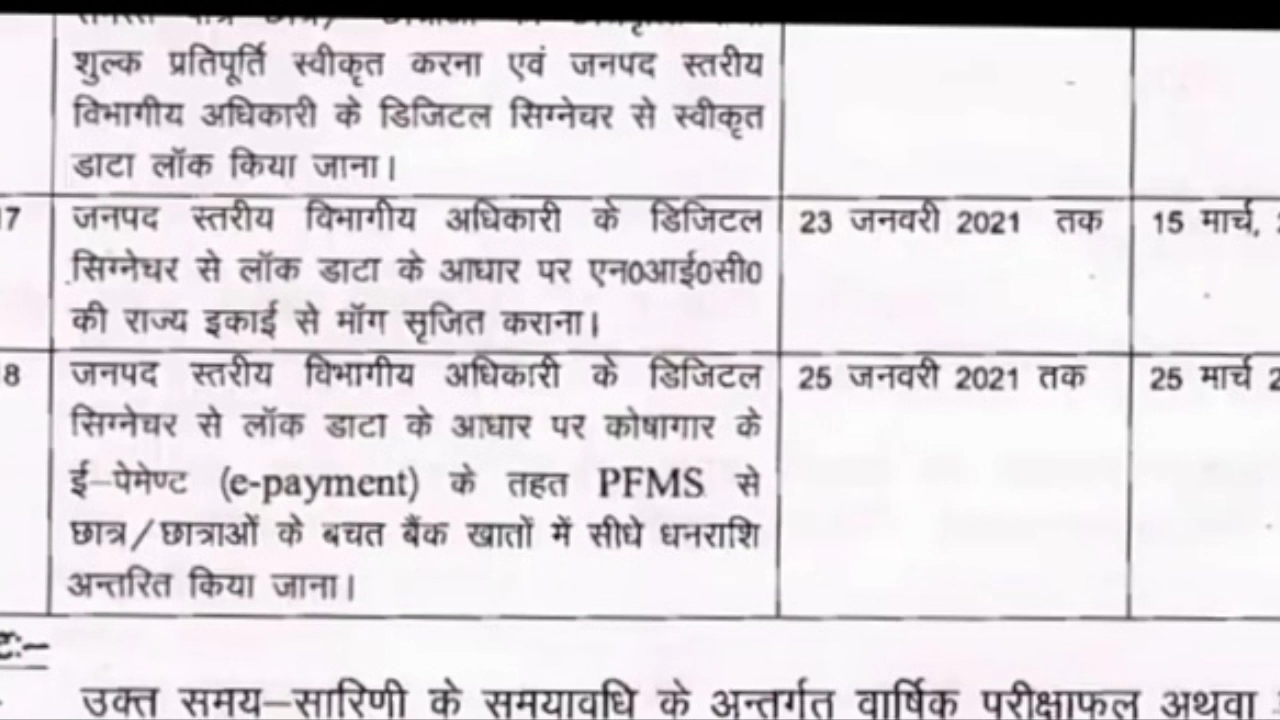 शुल्क प्रतिपूर्ति स्वीकृत करना एवं जनपद स्तरीय
विभागीय अधिकारी के डिजिटल सिग्नेचर से स्वीकृत
डाटा लॉक किया जाना।
7 जनपद स्तरीय विभागीय अधिकारी के डिजिटल 23 जनवरी 2021 तक 15 मार्च,
सिग्नेचर से लॉक डाटा के आधार पर एन0आई0सी0
की राज्य इकाई से मॉग सृजित कराना।
8 जनपद स्तरीय विभागीय अधिकारी के डिजिटल 25 जनवरी 2021 तक 25 मार्च 2
सिग्नेचर से लॉक डाटा के आधार पर कोषागार के
ई–पेमेण्ट (e-payment) के तहत PFMS से
छात्र/छात्राओं के बचत बैंक खातों में सीधे धनराशि
अन्तरित किया जाना।
उक्त समय–सारिणी के समयावधि के अन्तर्गत वार्षिक परीक्षाफल अथवा